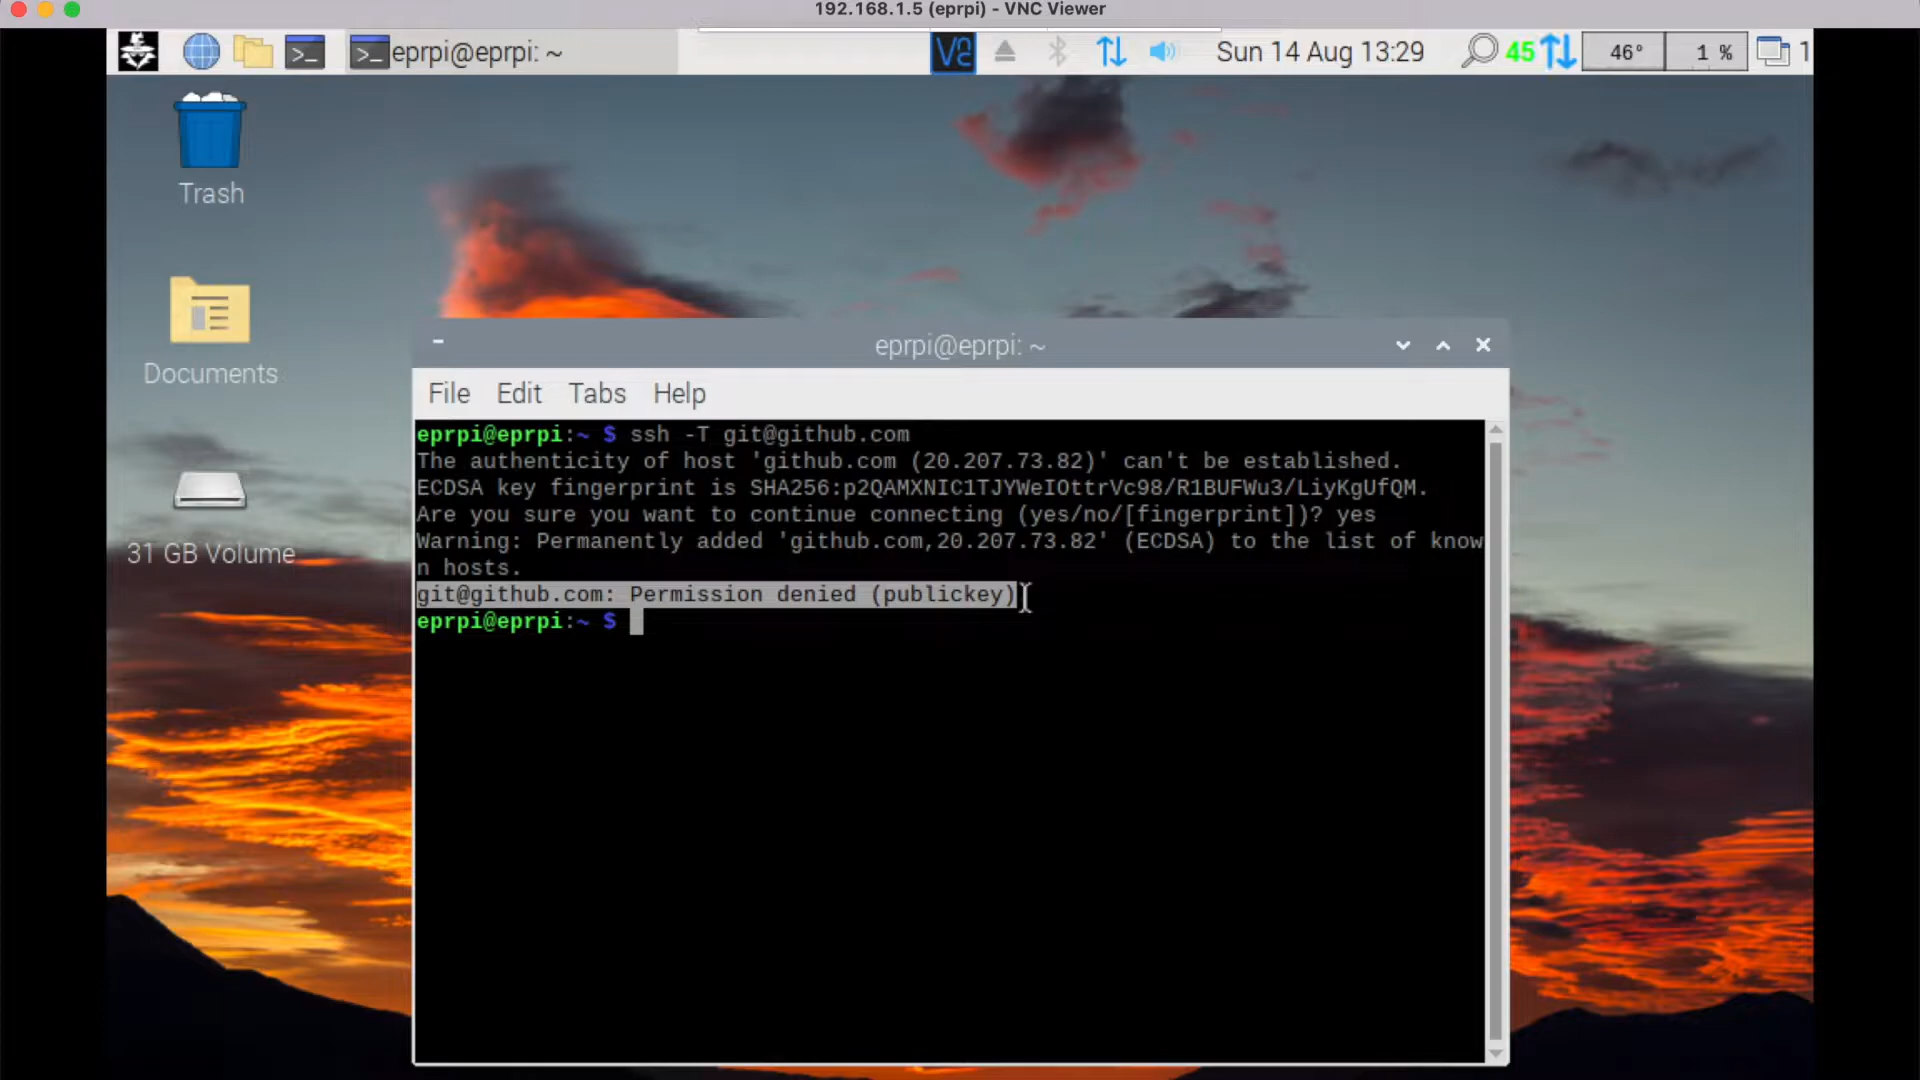 192.168.1.5 (eprpi) - VNC Viewer
eprpi@eprpi: ~
V2
Sun 14 Aug 13:29
45
46°
1 %
1
Trash
Documents
31 GB Volume
eprpi@eprpi: ~
File Edit Tabs Help
eprpi@eprpi:~ $ ssh -T git@github.com
The authenticity of host 'github.com (20.207.73.82)' can't be established.
ECDSA key fingerprint is SHA256:p2QAMXNIC1TJYWeIOttrVc98/R1BUFWu3/LiyKgUfQM.
Are you sure you want to continue connecting (yes/no/[fingerprint])? yes
Warning: Permanently added 'github.com,20.207.73.82' (ECDSA) to the list of know
n hosts.
git@github.com: Permission denied (publickey)
eprpi@eprpi:~ $